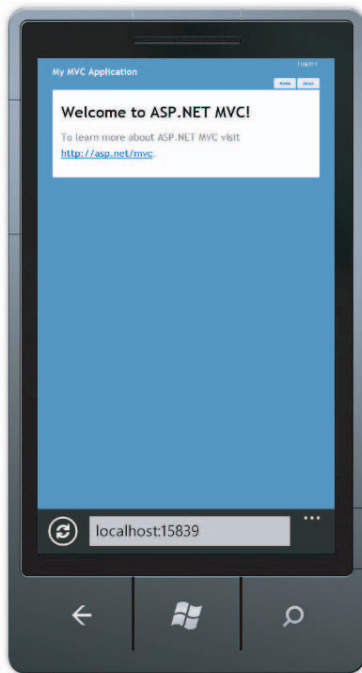 My MVC Application
Welcome to ASP.NET MVC!
To learn more about ASP.NET MVC visit
http://asp.net/mvc.
localhost:15839